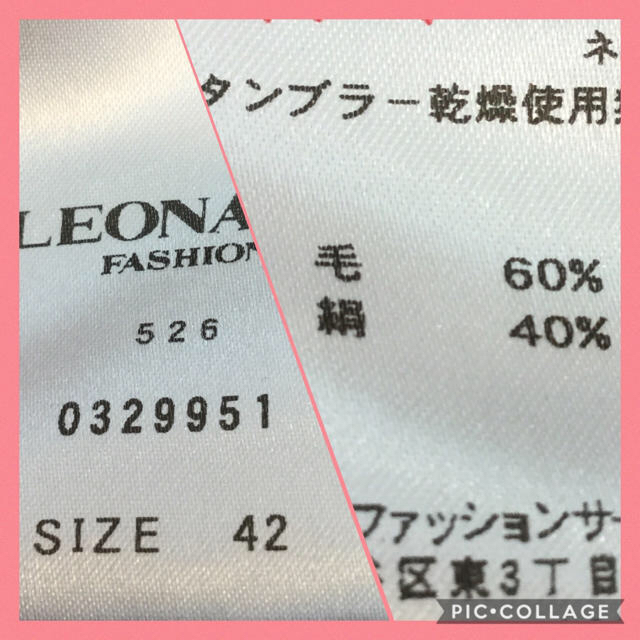 LEONA
FASHION
526
0329951
SIZE 42
ネ
タンブラー乾燥使用
毛 60%
絹 40%
ファッションサー
区東3丁目
PIC•COLLAGE